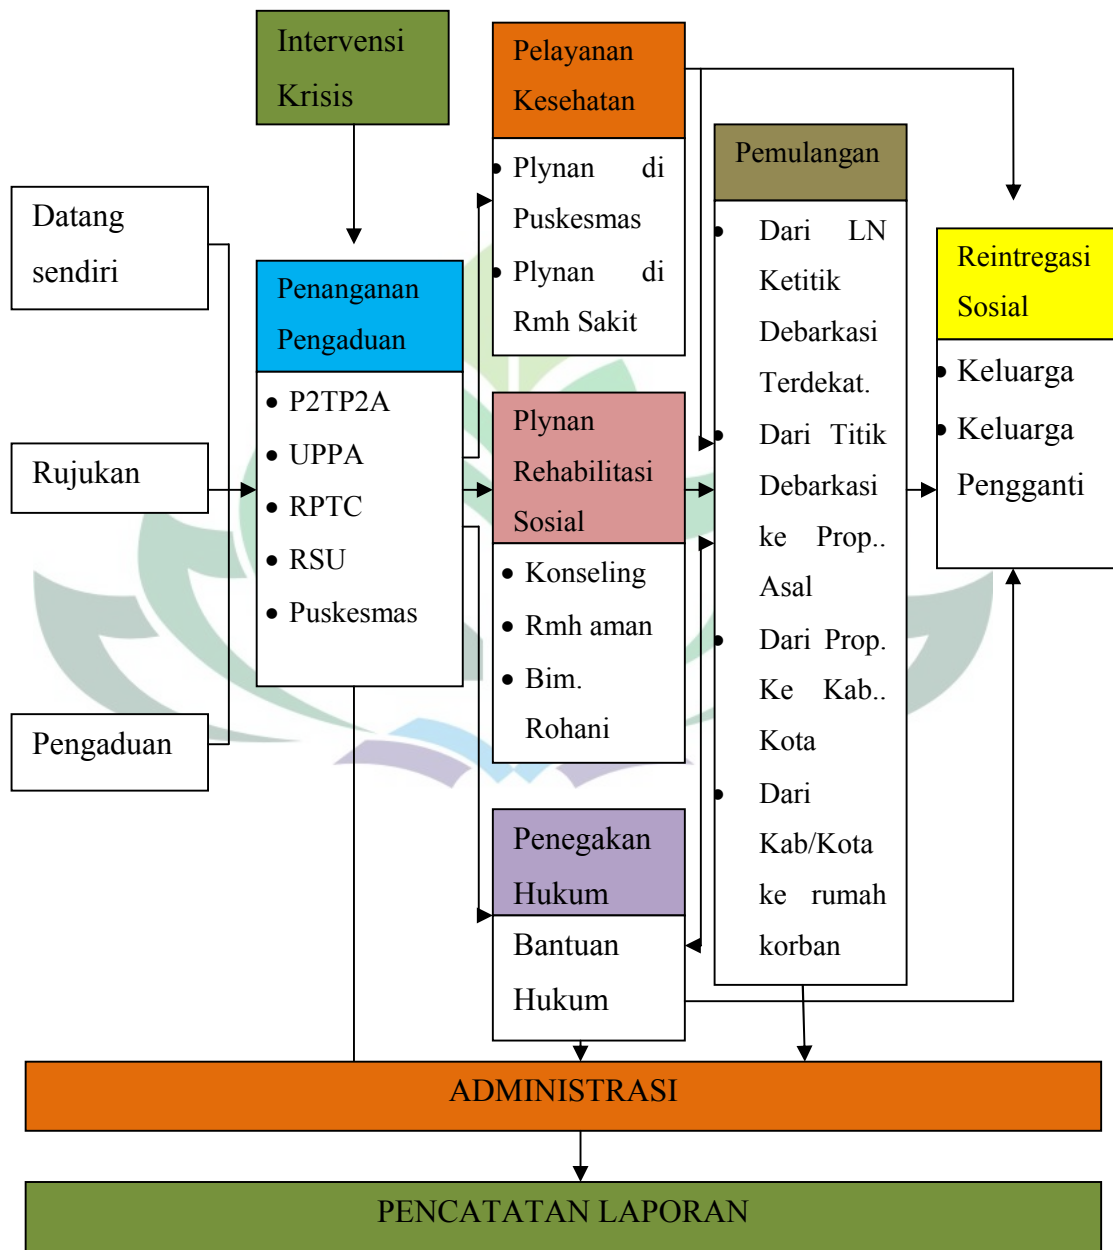 Intervensi
Krisis
Pelayanan
Kesehatan
• Plynan di
Puskesmas
• Plynan di
Rmh Sakit
Pemulangan
• Dari LN
Ketitik
Debarkasi
Terdekat.
• Dari Titik
Debarkasi
ke Prop..
Asal
• Dari Prop.
Ke Kab..
Kota
• Dari
Kab/Kota
ke rumah
korban
Datang
sendiri
Rujukan
Pengaduan
Penanganan
Pengaduan
• P2TP2A
• UPPA
• RPTC
• RSU
• Puskesmas
Plynan
Rehabilitasi
Sosial
• Konseling
• Rmh aman
• Bim.
Rohani
Penegakan
Hukum
Bantuan
Hukum
Reintregasi
Sosial
• Keluarga
• Keluarga
Pengganti
ADMINISTRASI
PENCATATAN LAPORAN